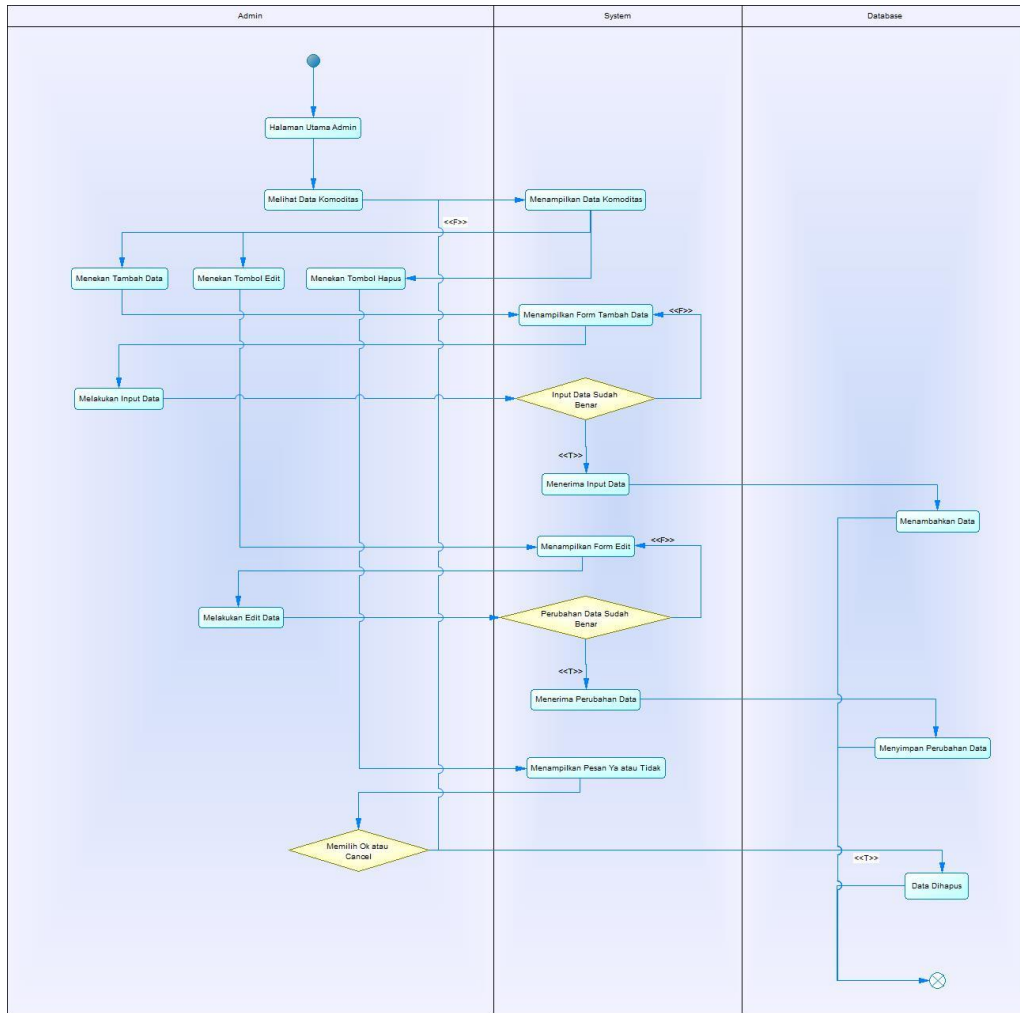 Admin
System
Database
Halaman Utama Admin
Melihat Data Komoditas
Menampilkan Data Komoditas
<<F>>
Menekan Tambah Data
Menekan Tombol Edit
Menekan Tombol Hapus
Menampilkan Form Tambah Data
<<F>>
Melakukan Input Data
Input Data Sudah
Benar
<<T>>
Menerima Input Data
Menambahkan Data
Menampilkan Form Edit
<<F>>
Melakukan Edit Data
Perubahan Data Sudah
Benar
<<T>>
Menerima Perubahan Data
Menyimpan Perubahan Data
Menampilkan Pesan Ya atau Tidak
Memilih Ok atau
Cancel
<<T>>
Data Dihapus